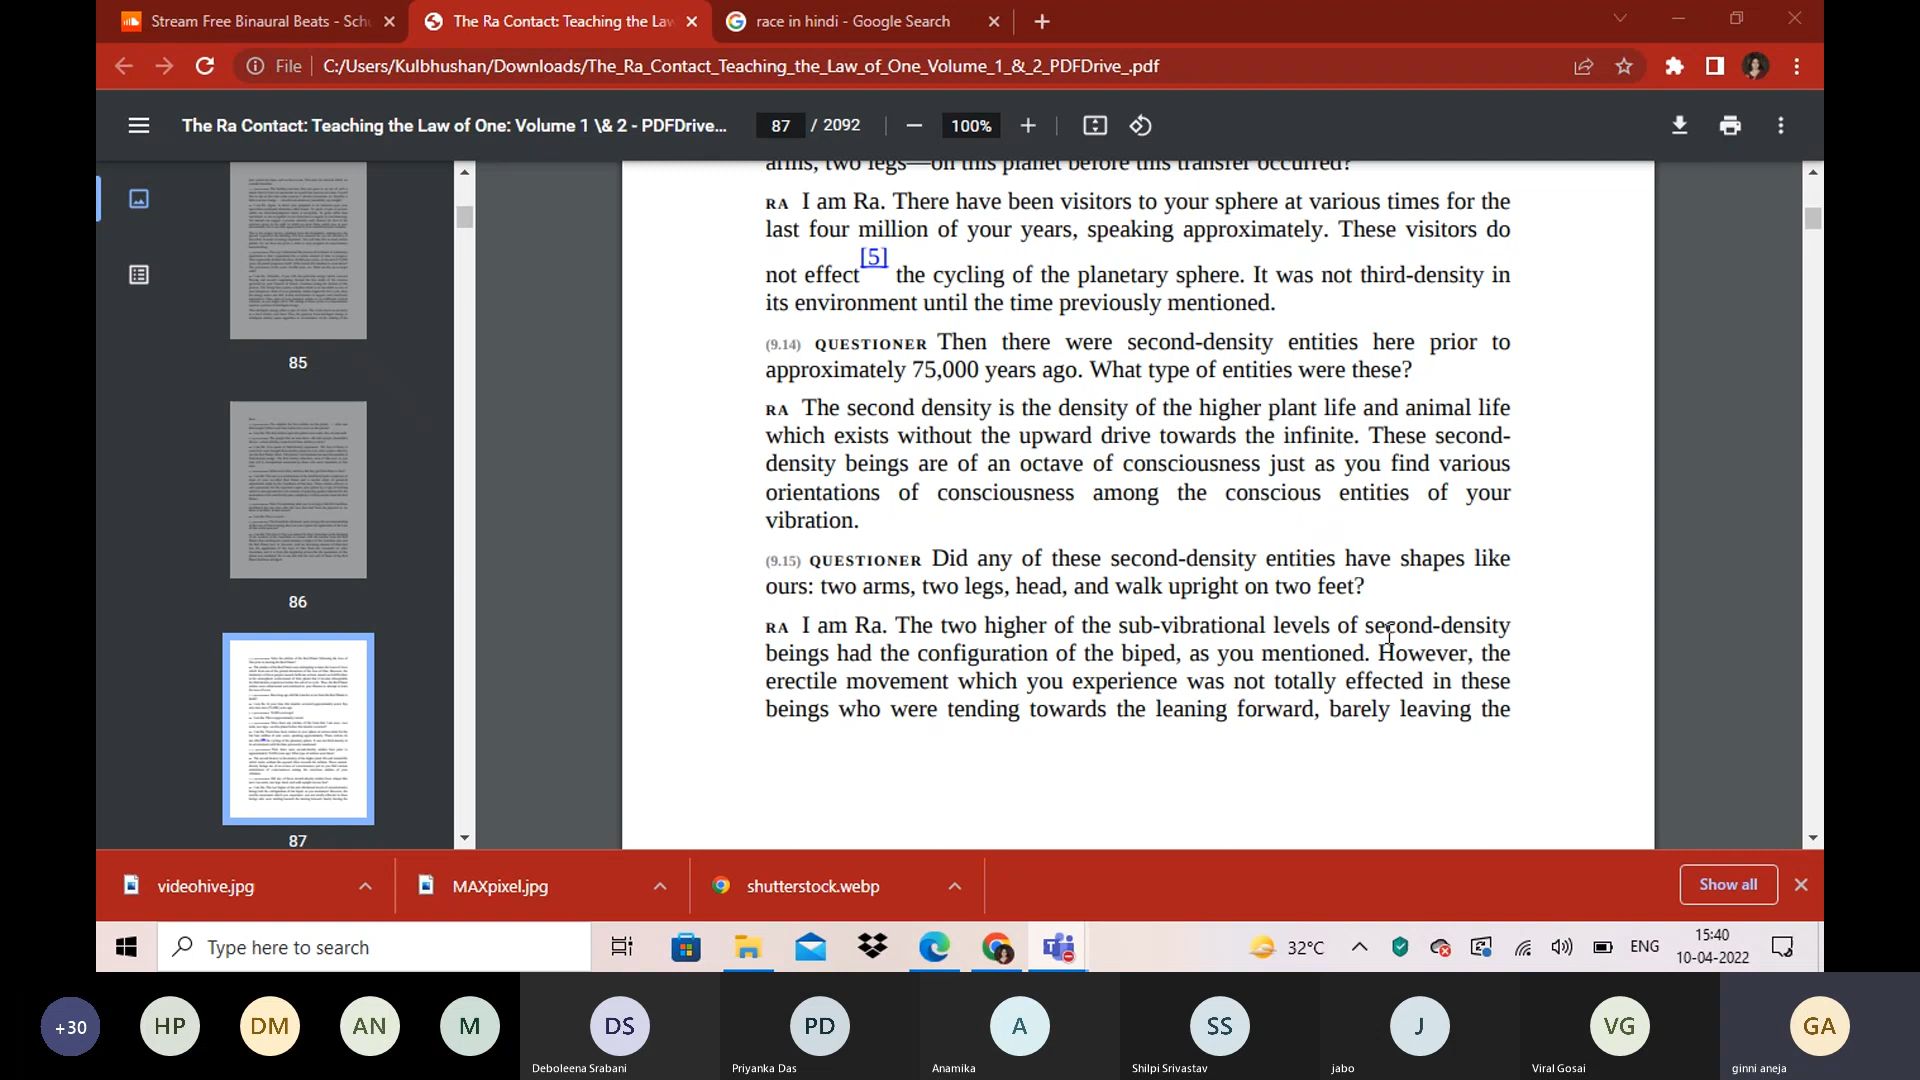 Stream Free Binaural Beats - Sch
The Ra Contact: Teaching the Law
race in hindi - Google Search
File
C:/Users/Kulbhushan/Downloads/The_Ra_Contact_Teaching_the_Law_of_One_Volume_1_&_2_PDFDrive_.pdf
The Ra Contact: Teaching the Law of One: Volume 1 \& 2 - PDFDrive...
87 / 2092
100%
85
86
87
arms, two legs—on this planet before this transfer occurred?
RA I am Ra. There have been visitors to your sphere at various times for the
last four million of your years, speaking approximately. These visitors do
not effect[5] the cycling of the planetary sphere. It was not third-density in
its environment until the time previously mentioned.
(9.14) QUESTIONER Then there were second-density entities here prior to
approximately 75,000 years ago. What type of entities were these?
RA The second density is the density of the higher plant life and animal life
which exists without the upward drive towards the infinite. These second-
density beings are of an octave of consciousness just as you find various
orientations of consciousness among the conscious entities of your
vibration.
(9.15) QUESTIONER Did any of these second-density entities have shapes like
ours: two arms, two legs, head, and walk upright on two feet?
RA I am Ra. The two higher of the sub-vibrational levels of second-density
beings had the configuration of the biped, as you mentioned. However, the
erectile movement which you experience was not totally effected in these
beings who were tending towards the leaning forward, barely leaving the
videohive.jpg
MAXpixel.jpg
shutterstock.webp
Show all
Type here to search
32°C
ENG
15:40
10-04-2022
+30
HP
DM
AN
M
DS
PD
A
SS
J
VG
GA
Deboleena Srabani
Priyanka Das
Anamika
Shilpi Srivastav
jabo
Viral Gosai
ginni aneja